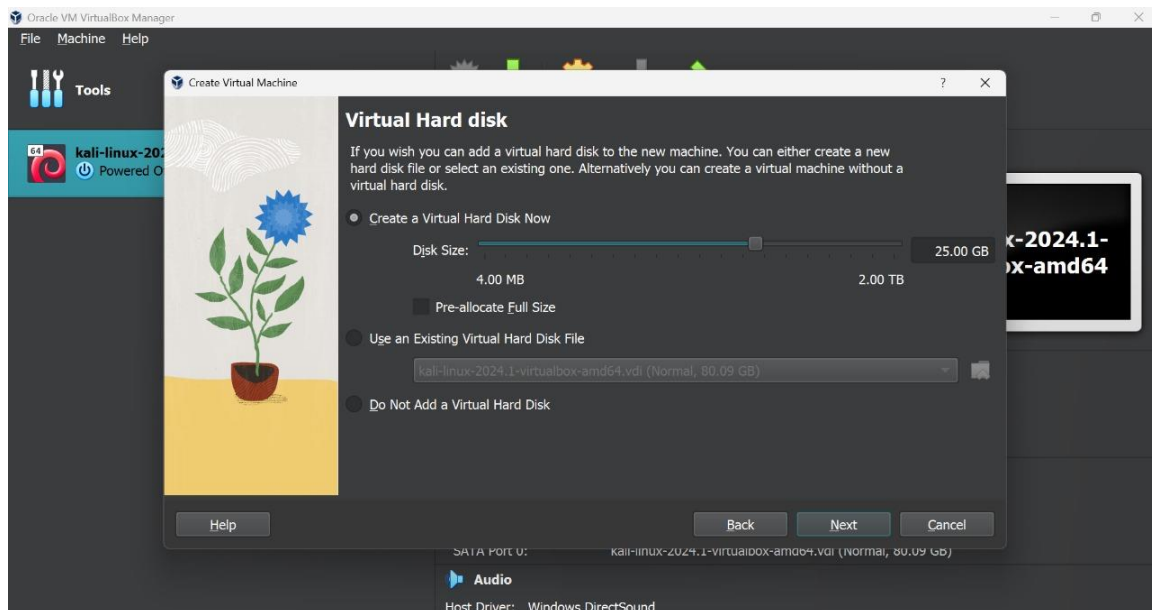 Oracle VM VirtualBox Manager
File Machine Help
Tools
Create Virtual Machine
?
64
kali-linux-202
Powered O
Virtual Hard disk
If you wish you can add a virtual hard disk to the new machine. You can either create a new
hard disk file or select an existing one. Alternatively you can create a virtual machine without a
virtual hard disk.
Create a Virtual Hard Disk Now
Disk Size:
25.00 GB
4.00 MB 2.00 TB
Pre-allocate Full Size
Use an Existing Virtual Hard Disk File
kali-linux-2024.1-virtualbox-amd64.vdi (Normal, 80.09 GB)
Do Not Add a Virtual Hard Disk
x-2024.1-
ox-amd64
Help Back Next Cancel
SATA Port 0: kali-linux-2024.1-virtualbox-amd64.vdi (Normal, 80.09 GB)
Audio
Host Driver: Windows DirectSound